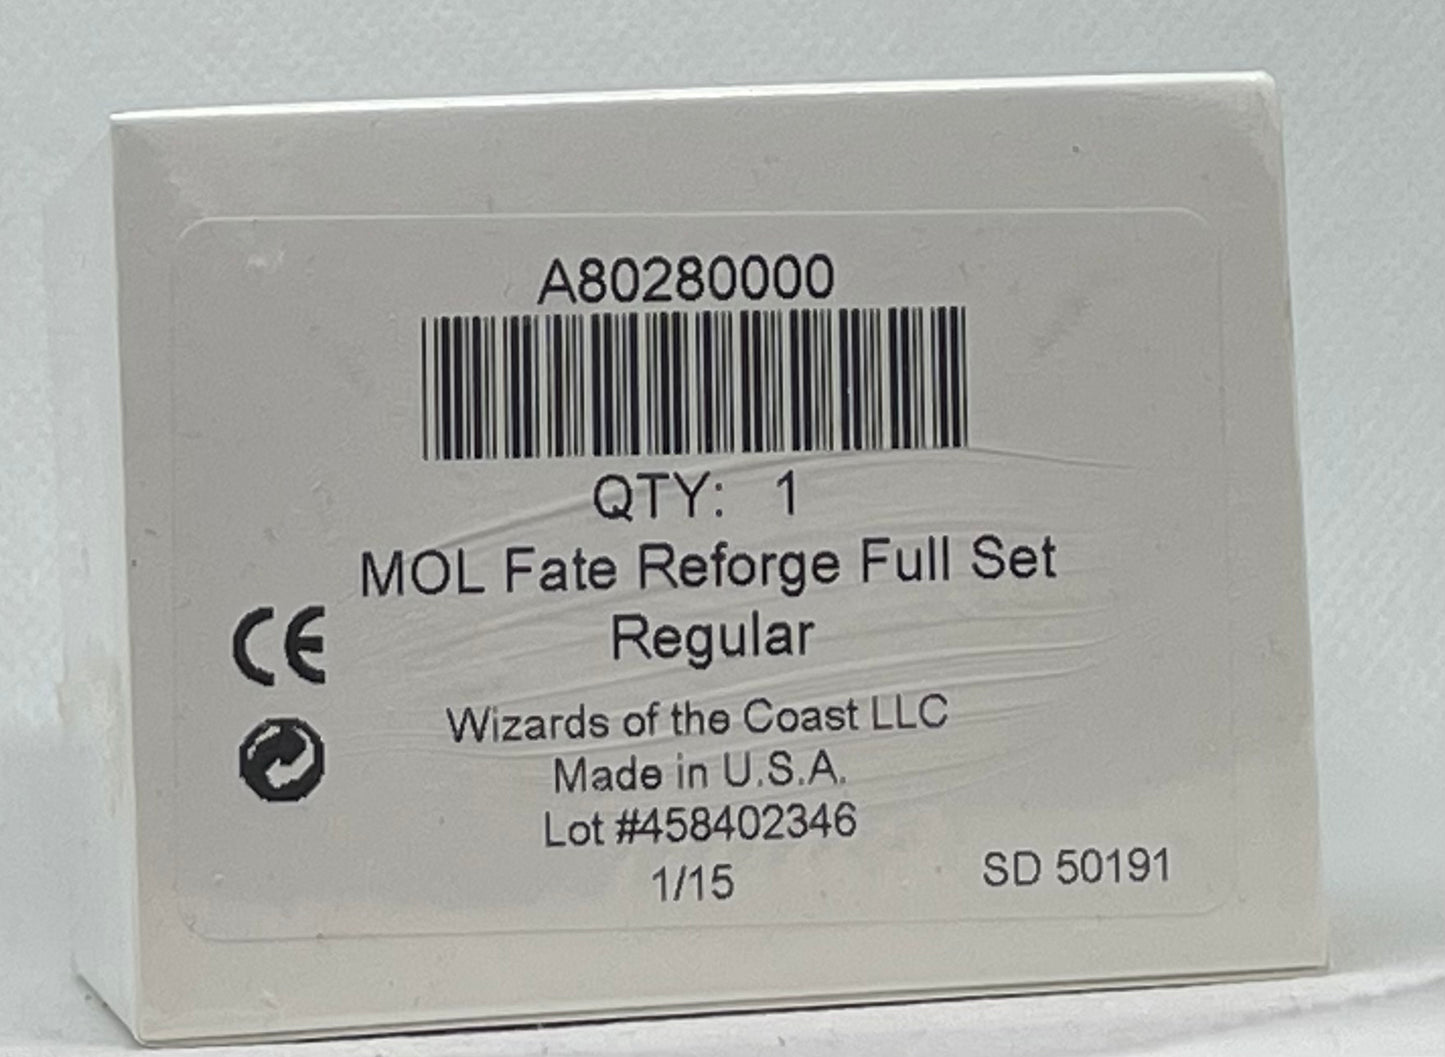 A80280000
QTY: 1
MOL Fate Reforge Full Set
Regular
CE
Wizards of the Coast LLC
Made in U.S.A.
Lot #458402346
1/15
SD 50191